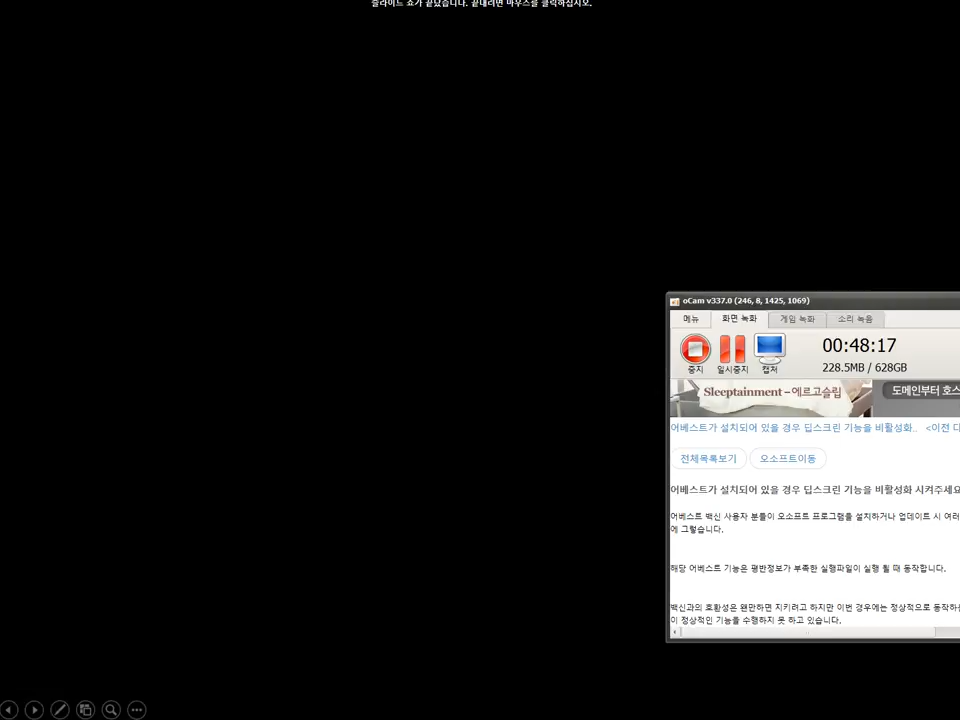 슬라이드 쇼가 끝났습니다. 끝내려면 마우스를 클릭하십시오.
oCam v337.0 (246, 8, 1425, 1069)
메뉴 화면 녹화 게임 녹화 소리 녹음
00:48:17
중지 일시중지 캡처 228.5MB / 628GB
Sleeptainment – 에르고슬립 도메인부터 호스
어베스트가 설치되어 있을 경우 딥스크린 기능을 비활성화.. <이전 다
전체목록보기 오소프트이동
어베스트가 설치되어 있을 경우 딥스크린 기능을 비활성화 시켜주세요
어베스트 백신 사용자 분들이 오소프트 프로그램을 설치하거나 업데이트 시 여러
에 그렇습니다.
해당 어베스트 기능은 평반정보가 부족한 실행파일이 실행 될 때 동작합니다.
백신과의 호환성은 왠만하면 지키려고 하지만 이번 경우에는 정상적으로 동작하는
이 정상적인 기능을 수행하지 못 하고 있습니다.